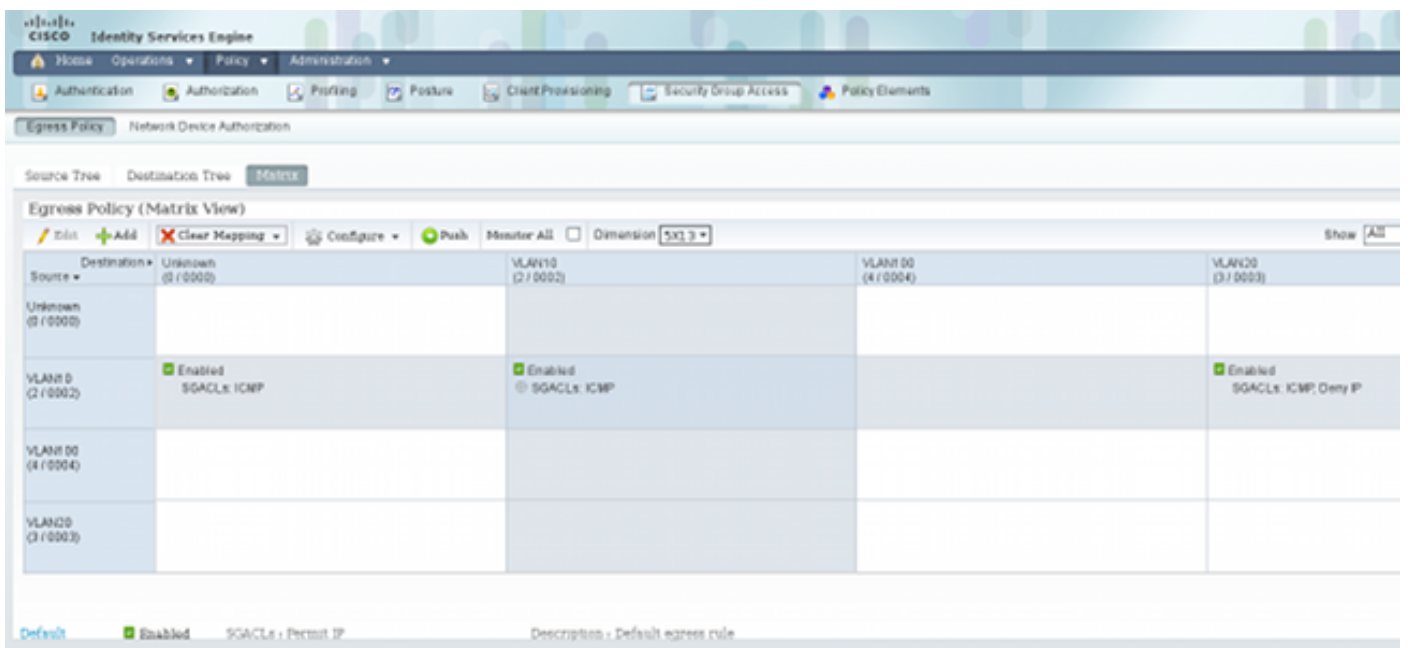 CISCO Identity Services Engine
Home Operations Policy Administration
Authentication Authorization Profiling Posture Client Provisioning Security Group Access Policy Elements
Egress Policy Network Device Authorization
Source Tree Destination Tree Matrix
Egress Policy (Matrix View)
Edit Add Clear Mapping Configure Push Monitor All Dimension 5X13 Show All
Destination Unknown VLAN10 VLAN100 VLAN20
Source (0 / 0000) (2 / 0002) (4 / 0004) (3 / 0003)
Unknown
(0 / 0000)
Enabled Enabled Enabled
VLAN10 SGACLs: ICMP SGACLs: ICMP SGACLs: ICMP, Deny IP
(2 / 0002)
VLAN100
(4 / 0004)
VLAN20
(3 / 0003)
Default Enabled SGACLs : Permit IP Description : Default egress rule